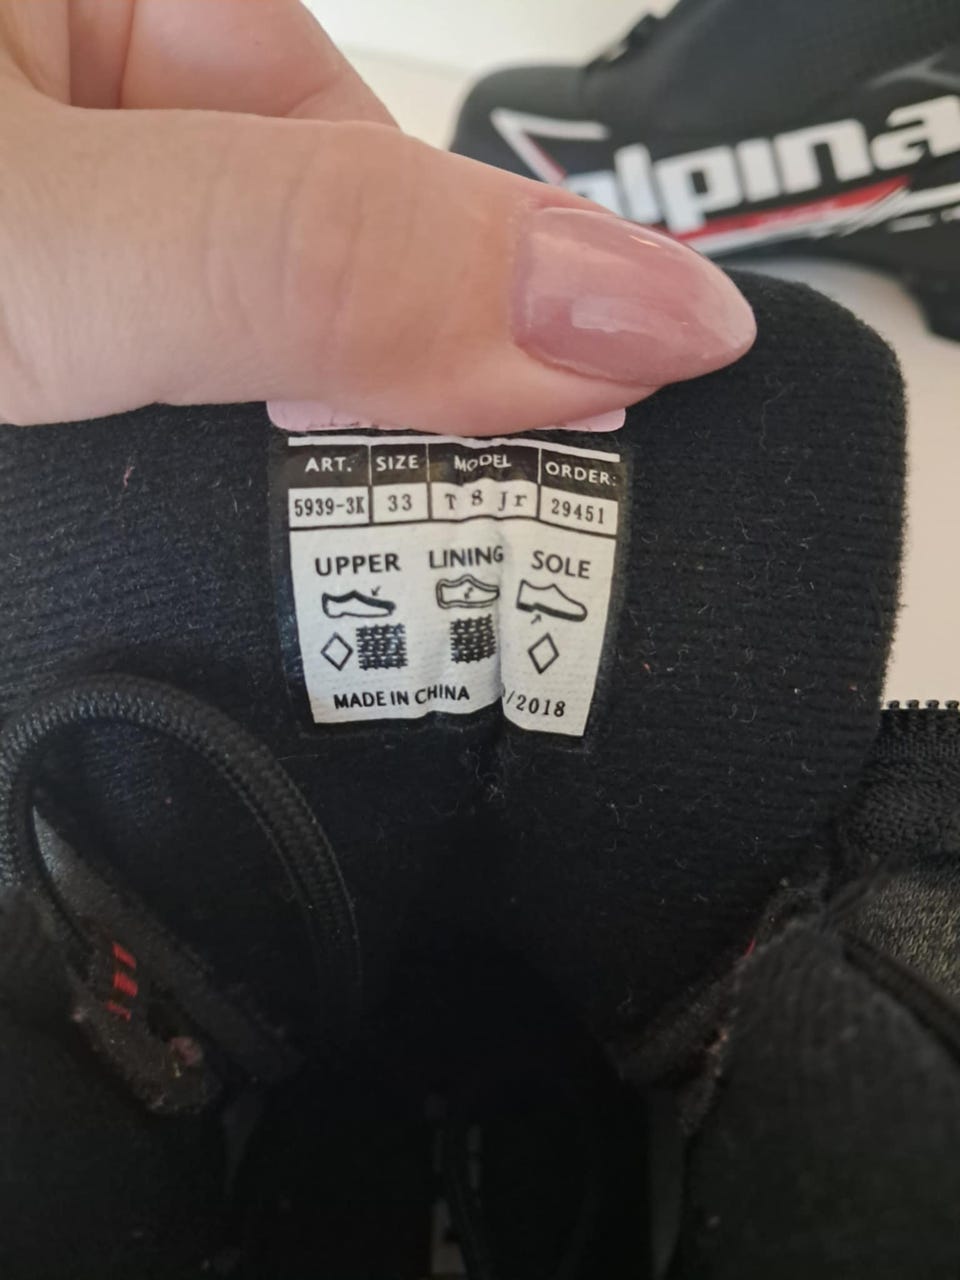 alpina
ART. SIZE MODEL ORDER:
5939-3K 33 T 8 Jr 29451
UPPER LINING SOLE
MADE IN CHINA /2018